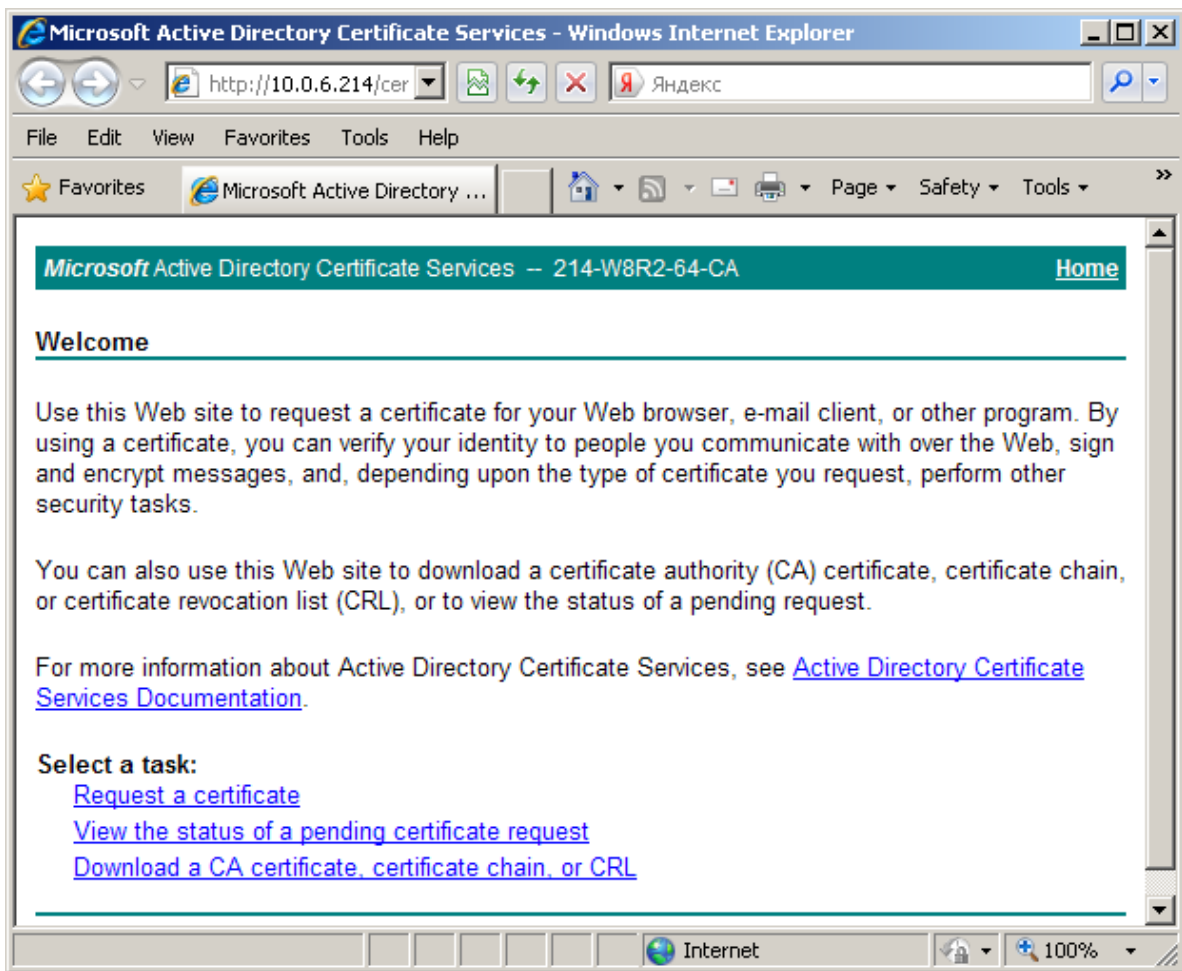 Microsoft Active Directory Certificate Services - Windows Internet Explorer
http://10.0.6.214/cer
Я Яндекс
File Edit View Favorites Tools Help
Favorites Microsoft Active Directory ... Page Safety Tools »
Microsoft Active Directory Certificate Services -- 214-W8R2-64-CA Home
Welcome
Use this Web site to request a certificate for your Web browser, e-mail client, or other program. By
using a certificate, you can verify your identity to people you communicate with over the Web, sign
and encrypt messages, and, depending upon the type of certificate you request, perform other
security tasks.
You can also use this Web site to download a certificate authority (CA) certificate, certificate chain,
or certificate revocation list (CRL), or to view the status of a pending request.
For more information about Active Directory Certificate Services, see Active Directory Certificate
Services Documentation.
Select a task:
Request a certificate
View the status of a pending certificate request
Download a CA certificate, certificate chain, or CRL
Internet 100%